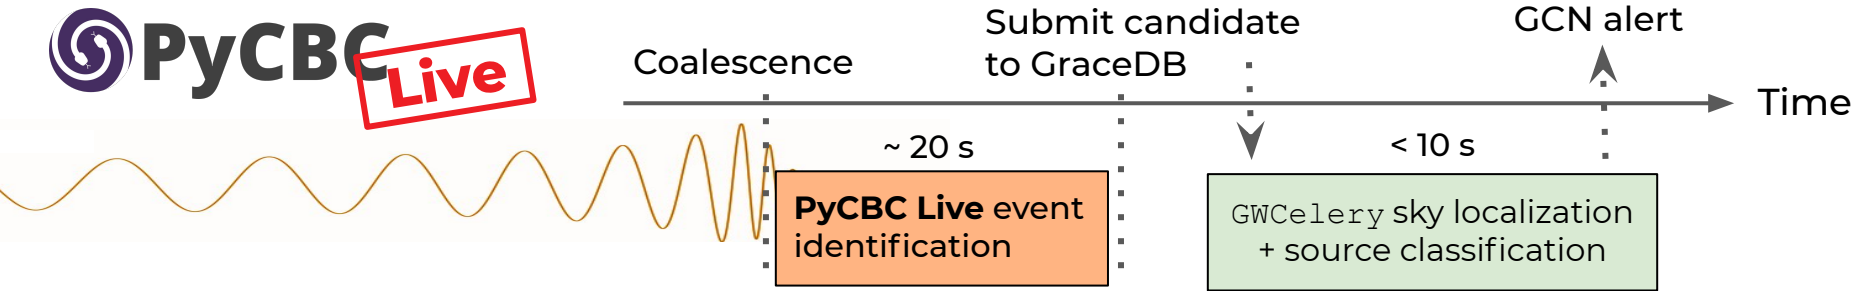 PyCBC
Live
Coalescence
Submit candidate
to GraceDB
GCN alert
Time
~ 20 s
< 10 s
PyCBC Live event
identification
GWCelery sky localization
+ source classification